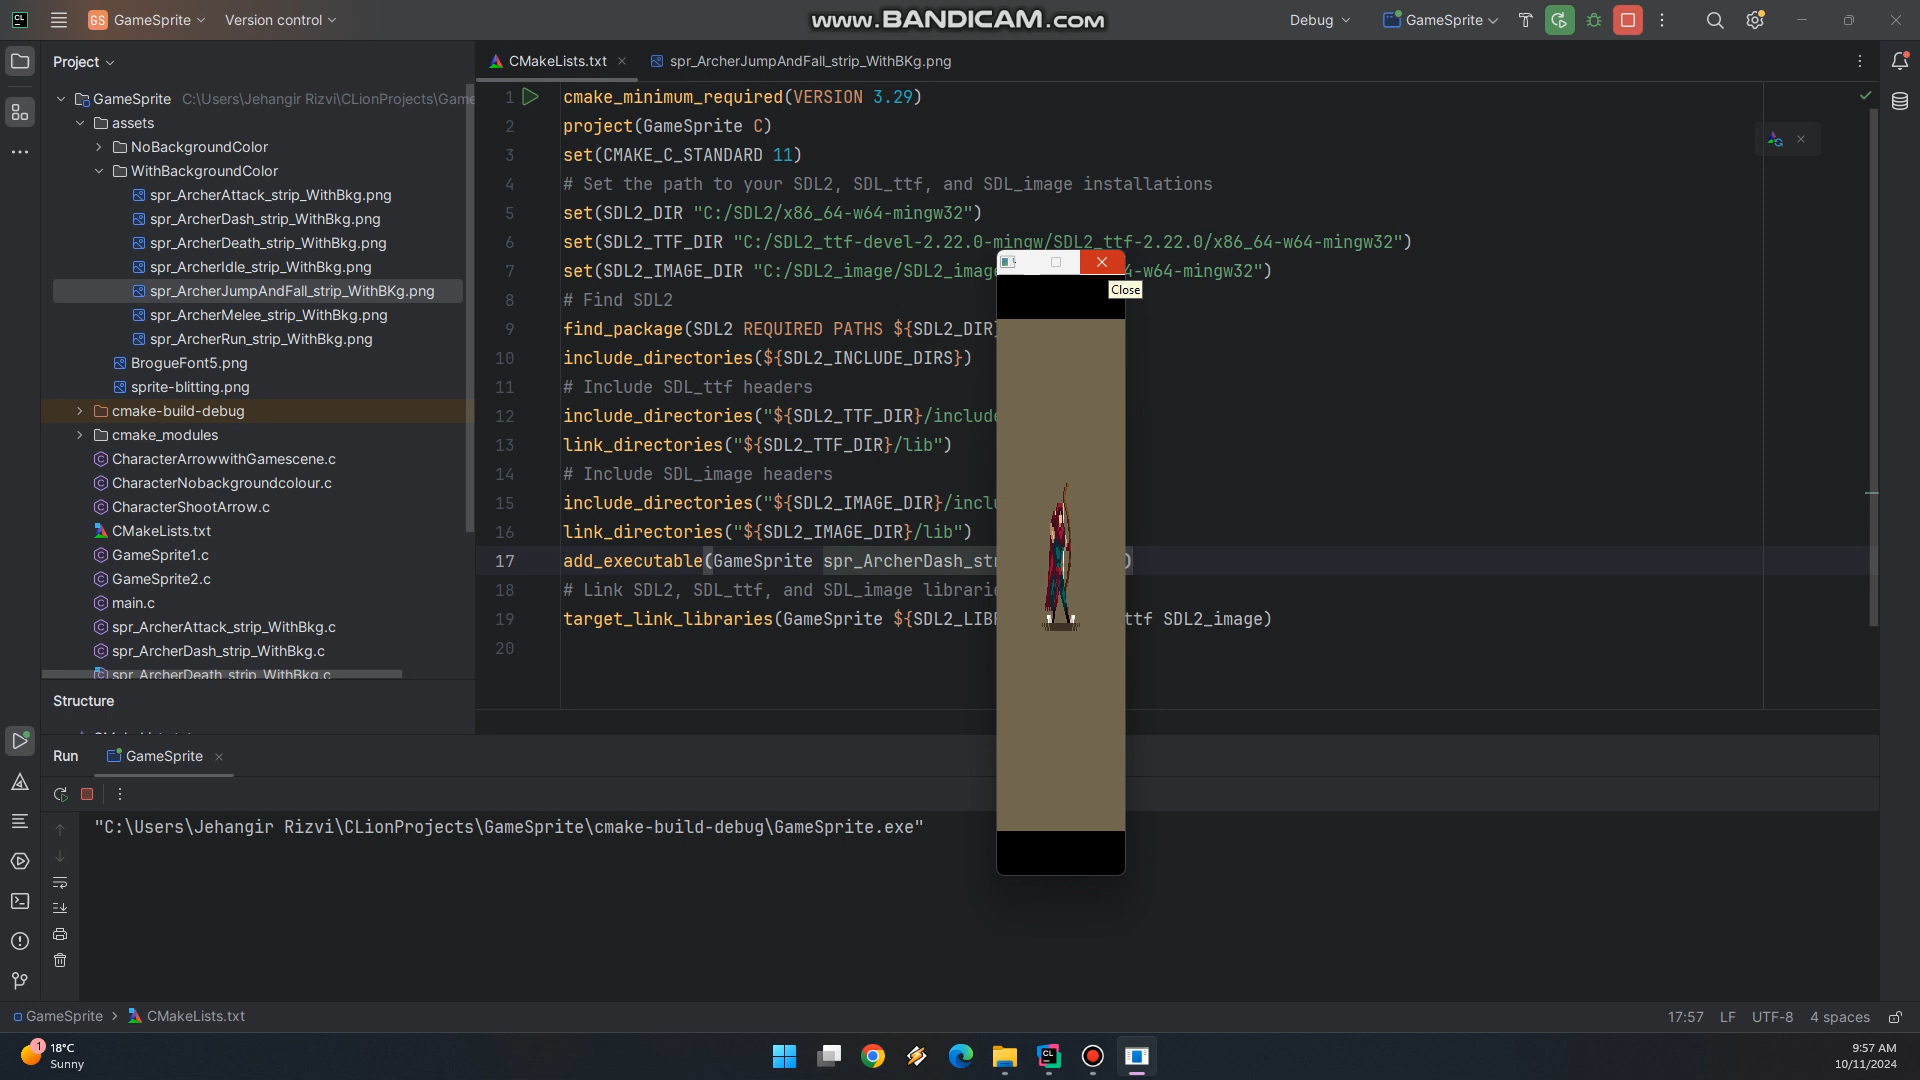 GS GameSprite Version control
www.BANDICAM.com
Debug GameSprite
Project
CMakeLists.txt
spr_ArcherJumpAndFall_strip_WithBKg.png
GameSprite C:\Users\Jehangir Rizvi\CLionProjects\Game
assets
NoBackgroundColor
WithBackgroundColor
spr_ArcherAttack_strip_WithBkg.png
spr_ArcherDash_strip_WithBkg.png
spr_ArcherDeath_strip_WithBkg.png
spr_ArcherIdle_strip_WithBkg.png
spr_ArcherJumpAndFall_strip_WithBKg.png
spr_ArcherMelee_strip_WithBKg.png
spr_ArcherRun_strip_WithBKg.png
BrogueFont5.png
sprite-blitting.png
cmake-build-debug
cmake_modules
CharacterArrowwithGamescene.c
CharacterNobackgroundcolour.c
CharacterShootArrow.c
CMakeLists.txt
GameSprite1.c
GameSprite2.c
main.c
spr_ArcherAttack_strip_WithBkg.c
spr_ArcherDash_strip_WithBkg.c
spr_ArcherDeath_strip_WithBkg.c
Structure
1 cmake_minimum_required(VERSION 3.29)
2 project(GameSprite C)
3 set(CMAKE_C_STANDARD 11)
4 # Set the path to your SDL2, SDL_ttf, and SDL_image installations
5 set(SDL2_DIR "C:/SDL2/x86_64-w64-mingw32")
6 set(SDL2_TTF_DIR "C:/SDL2_ttf-devel-2.22.0-mingw/SDL2_ttf-2.22.0/x86_64-w64-mingw32")
7 set(SDL2_IMAGE_DIR "C:/SDL2_image/SDL2_imag 4-w64-mingw32")
8 # Find SDL2
9 find_package(SDL2 REQUIRED PATHS ${SDL2_DIR}
10 include_directories(${SDL2_INCLUDE_DIRS})
11 # Include SDL_ttf headers
12 include_directories("${SDL2_TTF_DIR}/include
13 link_directories("${SDL2_TTF_DIR}/lib")
14 # Include SDL_image headers
15 include_directories("${SDL2_IMAGE_DIR}/inclu
16 link_directories("${SDL2_IMAGE_DIR}/lib")
17 add_executable(GameSprite spr_ArcherDash_str )
18 # Link SDL2, SDL_ttf, and SDL_image librarie
19 target_link_libraries(GameSprite ${SDL2_LIB ttf SDL2_image)
20
Close
Run GameSprite
"C:\Users\Jehangir Rizvi\CLionProjects\GameSprite\cmake-build-debug\GameSprite.exe"
GameSprite > CMakeLists.txt
17:57 LF UTF-8 4 spaces
1 18°C
Sunny
9:57 AM
10/11/2024